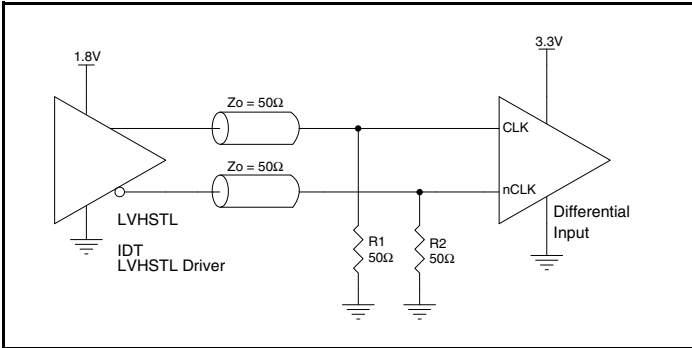 1.8V
3.3V
Zo = 50Ω
CLK
Zo = 50Ω
nCLK
LVHSTL
IDT
LVHSTL Driver
R1
50Ω
R2
50Ω
Differential
Input